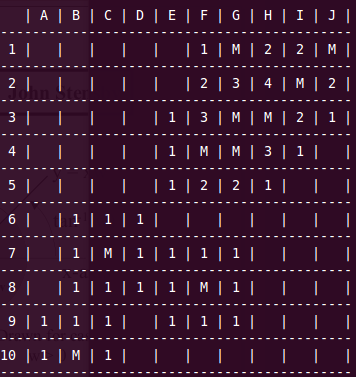 | A | B | C | D | E | F | G | H | I | J |
1 | | | | | | 1 | M | 2 | 2 | M |
2 | | | | | | 2 | 3 | 4 | M | 2 |
3 | | | | | 1 | 3 | M | M | 2 | 1 |
4 | | | | | 1 | M | M | 3 | 1 | |
5 | | | | | 1 | 2 | 2 | 1 | | |
6 | | 1 | 1 | 1 | | | | | | |
7 | | 1 | M | 1 | 1 | 1 | 1 | | | |
8 | | 1 | 1 | 1 | 1 | M | 1 | | | |
9 | 1 | 1 | 1 | | 1 | 1 | 1 | | | |
10 | 1 | M | 1 | | | | | | | |
John Ste